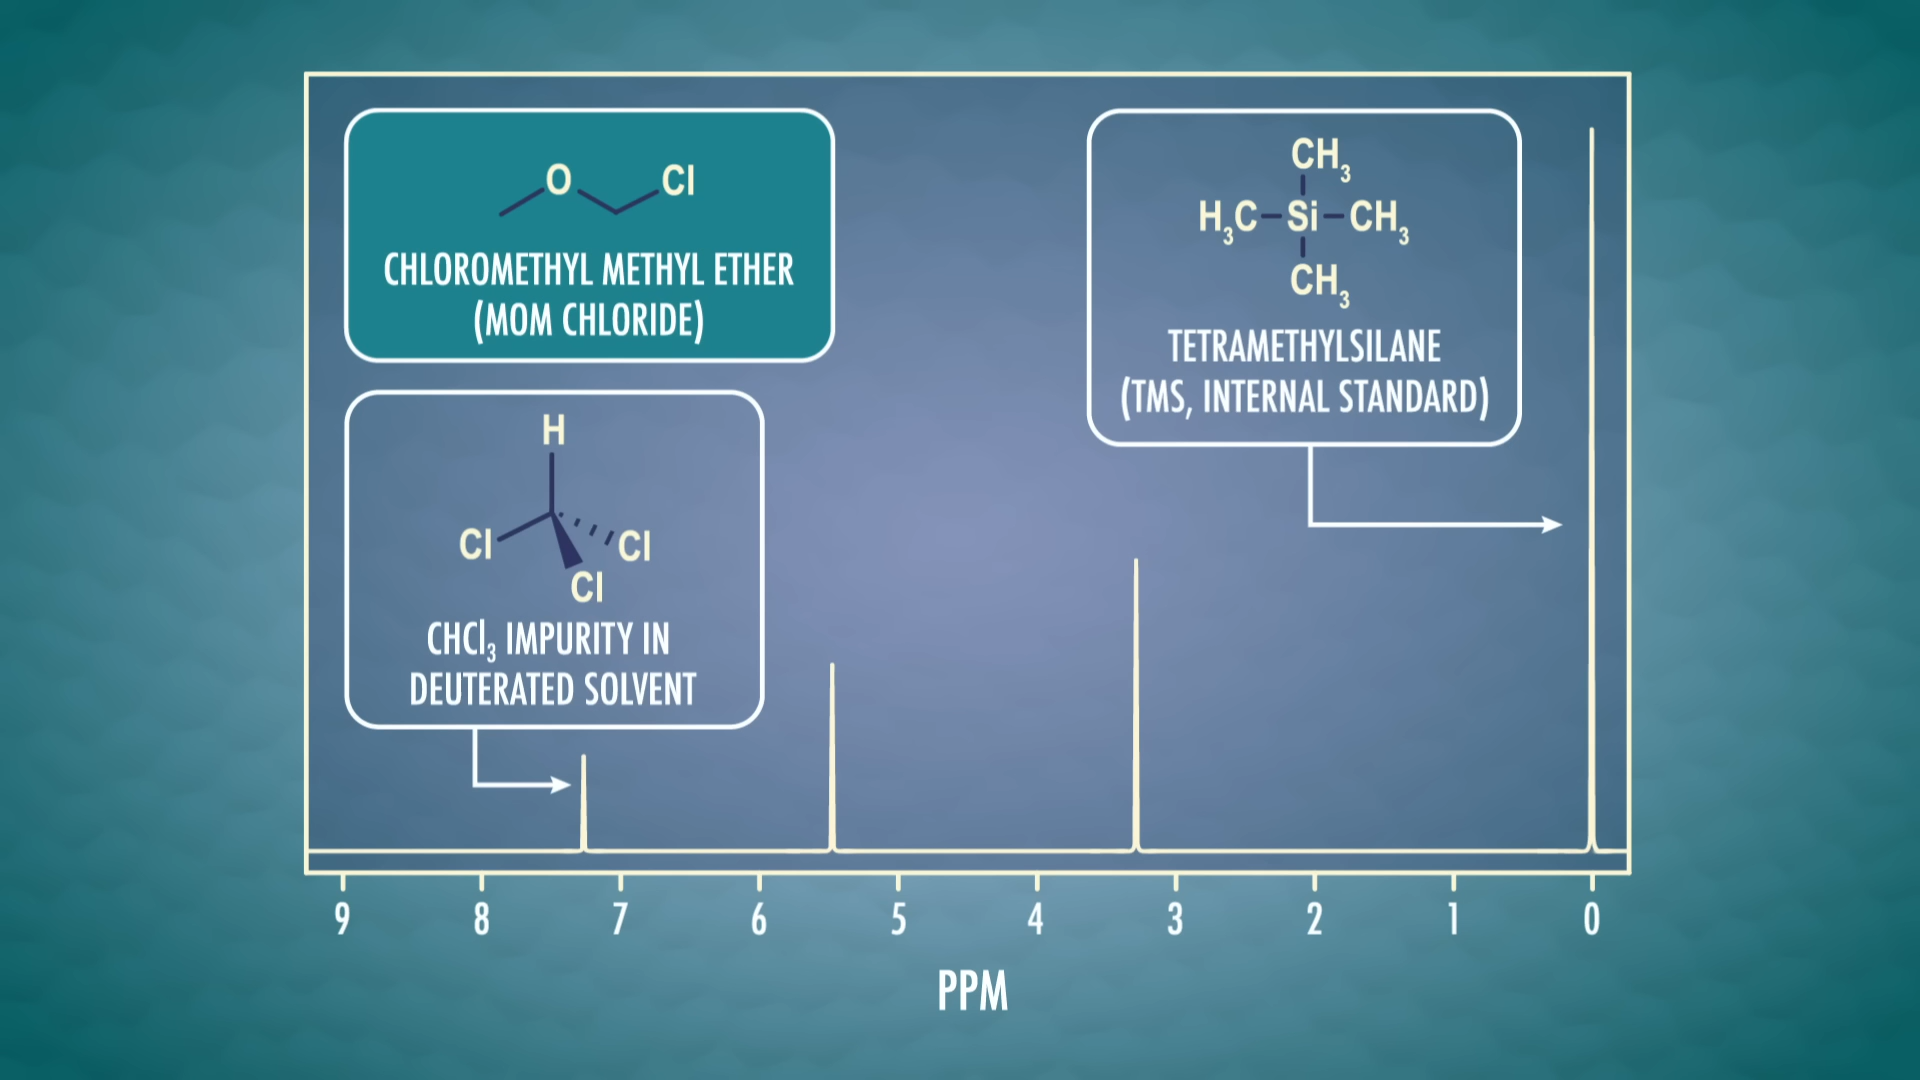 O Cl
CHLOROMETHYL METHYL ETHER
(MOM CHLORIDE)
H
Cl Cl
Cl
CHCl₃ IMPURITY IN
DEUTERATED SOLVENT
CH₃
H₃C Si CH₃
CH₃
TETRAMETHYLSILANE
(TMS, INTERNAL STANDARD)
9 8 7 6 5 4 3 2 1 0
PPM